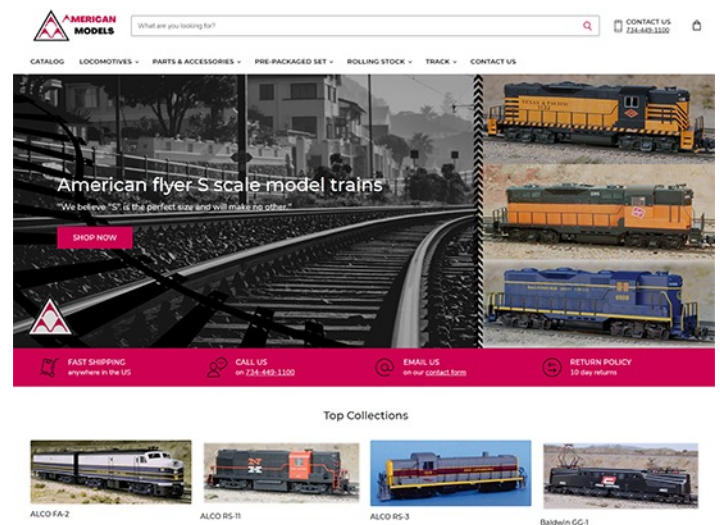 AMERICAN
MODELS
What are you looking for?
CONTACT US
734-449-1100
CATALOG LOCOMOTIVES PARTS & ACCESSORIES PRE-PACKAGED SET ROLLING STOCK TRACK CONTACT US
American flyer S scale model trains
"We believe "S" is the perfect size and will make no other."
SHOP NOW
TEXAS & PACIFIC
FAST SHIPPING
anywhere in the US
CALL US
on 734-449-1100
EMAIL US
on our contact form
RETURN POLICY
10 day returns
Top Collections
ALCO FA-2
ALCO RS-11
ALCO RS-3
Baldwin GG-1